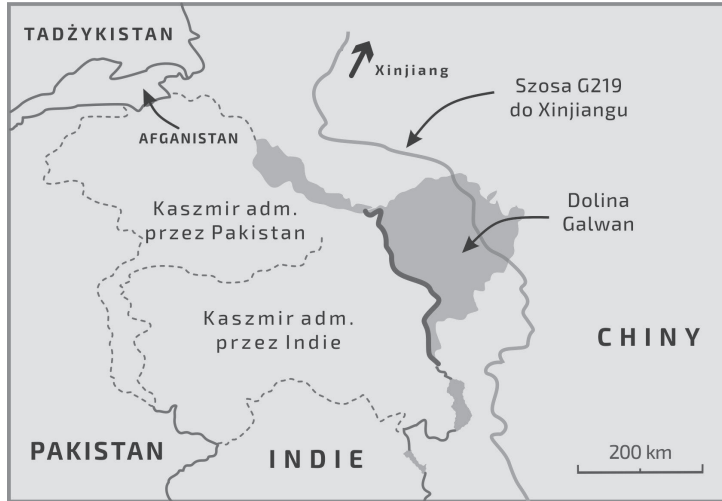 TADŻYKISTAN
Xinjiang
Szosa G219
do Xinjiangu
AFGANISTAN
Kaszmir adm.
przez Pakistan
Dolina
Galwan
Kaszmir adm.
przez Indie
CHINY
PAKISTAN
INDIE
200 km